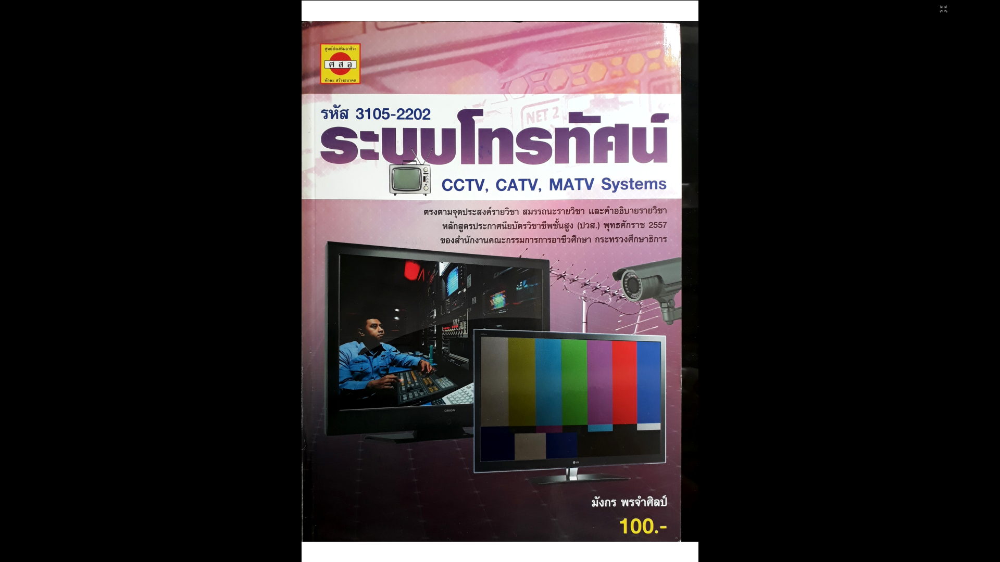 ศูนย์ส่งเสริมอาชีวะ
ศ ส อ
ทักษะ สร้างอนาคต
รหัส 3105-2202
NET 2
ระบบโทรทัศน์
CCTV, CATV, MATV Systems
ตรงตามจุดประสงค์รายวิชา สมรรถนะรายวิชา และคำอธิบายรายวิชา
หลักสูตรประกาศนียบัตรวิชาชีพชั้นสูง (ปวส.) พุทธศักราช 2557
ของสำนักงานคณะกรรมการการอาชีวศึกษา กระทรวงศึกษาธิการ
ORION
LG
มังกร พรจำศิลป์
100.-